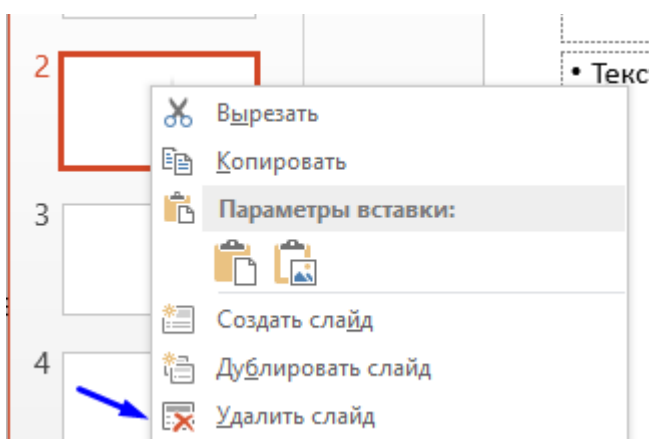 2
• Текс
Вырезать
Копировать
Параметры вставки:
3
Создать слайд
4
Дублировать слайд
Удалить слайд